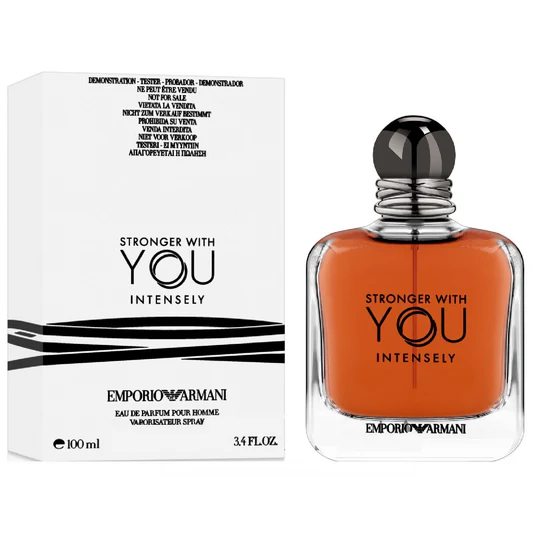 DEMONSTRATION - TESTER - PROBADOR - DEMONSTRADOR
NE PEUT ÊTRE VENDU
NOT FOR SALE
VIETATA LA VENDITA
NICHT ZUM VERKAUF BESTIMMT
PROHIBIDA SU VENTA
VENDA INTERDITA
NIET VOOR VERKOOP
TESTERI - EI MYYNTIIN
ΑΠΑΓΟΡΕΥΕΤΑΙ Η ΠΩΛΗΣΗ
STRONGER WITH
YOU
INTENSELY
EMPORIO ARMANI
EAU DE PARFUM POUR HOMME
VAPORISATEUR SPRAY
e 100 ml 3.4 FL.OZ.
STRONGER WITH
YOU
INTENSELY
EMPORIO ARMANI